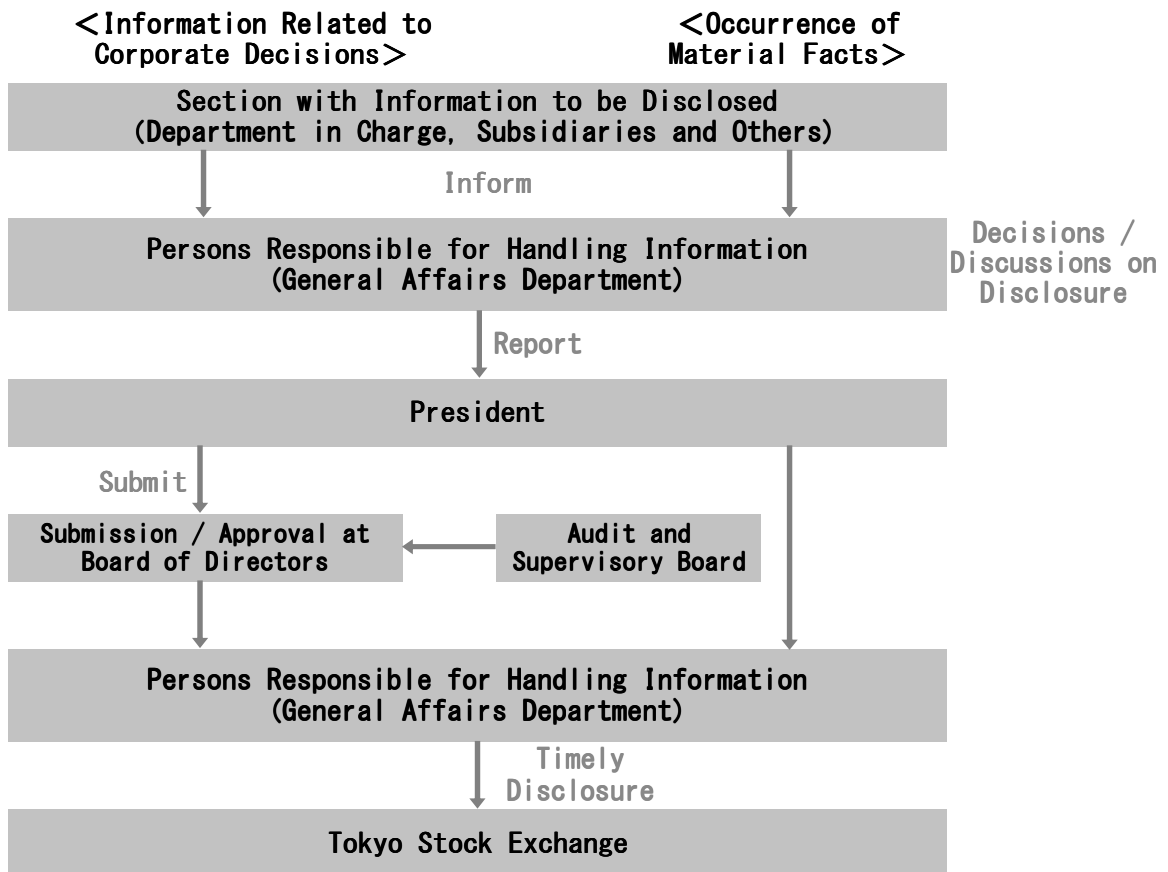 <Information Related to
Corporate Decisions>
<Occurrence of
Material Facts>
Section with Information to be Disclosed
(Department in Charge, Subsidiaries and Others)
Inform
Persons Responsible for Handling Information
(General Affairs Department)
Decisions /
Discussions on
Disclosure
Report
President
Submit
Submission / Approval at
Board of Directors
Audit and
Supervisory Board
Persons Responsible for Handling Information
(General Affairs Department)
Timely
Disclosure
Tokyo Stock Exchange